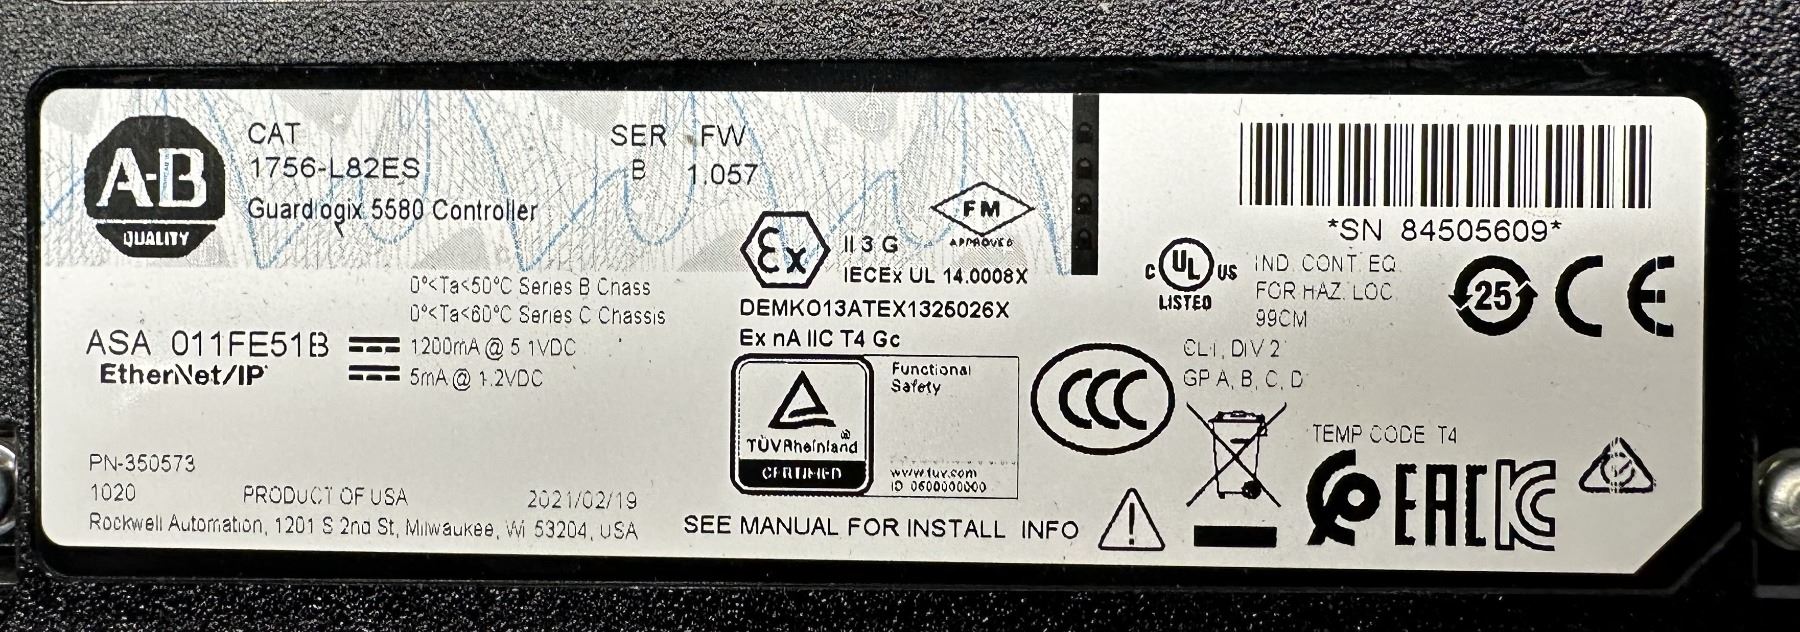 A-B
QUALITY
CAT
1756-L82ES
SER FW
B 1.057
Guardlogix 5580 Controller
0°<Ta<50°C Series B Chass
0°<Ta<60°C Series C Chassis
ASA 011FE51B
1200mA @ 5.1VDC
EtherNet/IP
5mA @ 1.2VDC
PN-350573
1020
PRODUCT OF USA
2021/02/19
Rockwell Automation, 1201 S 2nd St, Milwaukee, WI 53204, USA
Ex
II 3 G
IECEx UL 14.0008X
FM
APPROVED
DEMKO13ATEX1325026X
Ex nA IIC T4 Gc
TÜVRheinland
CERTIFIED
Functional
Safety
www.tuv.com
ID 0600000000
SEE MANUAL FOR INSTALL INFO
*SN 84505609*
C UL US
LISTED
IND. CONT. EQ.
FOR HAZ. LOC.
99CM
25
CE
CCC
CL I, DIV 2
GP A, B, C, D
TEMP CODE T4
EAC
KC